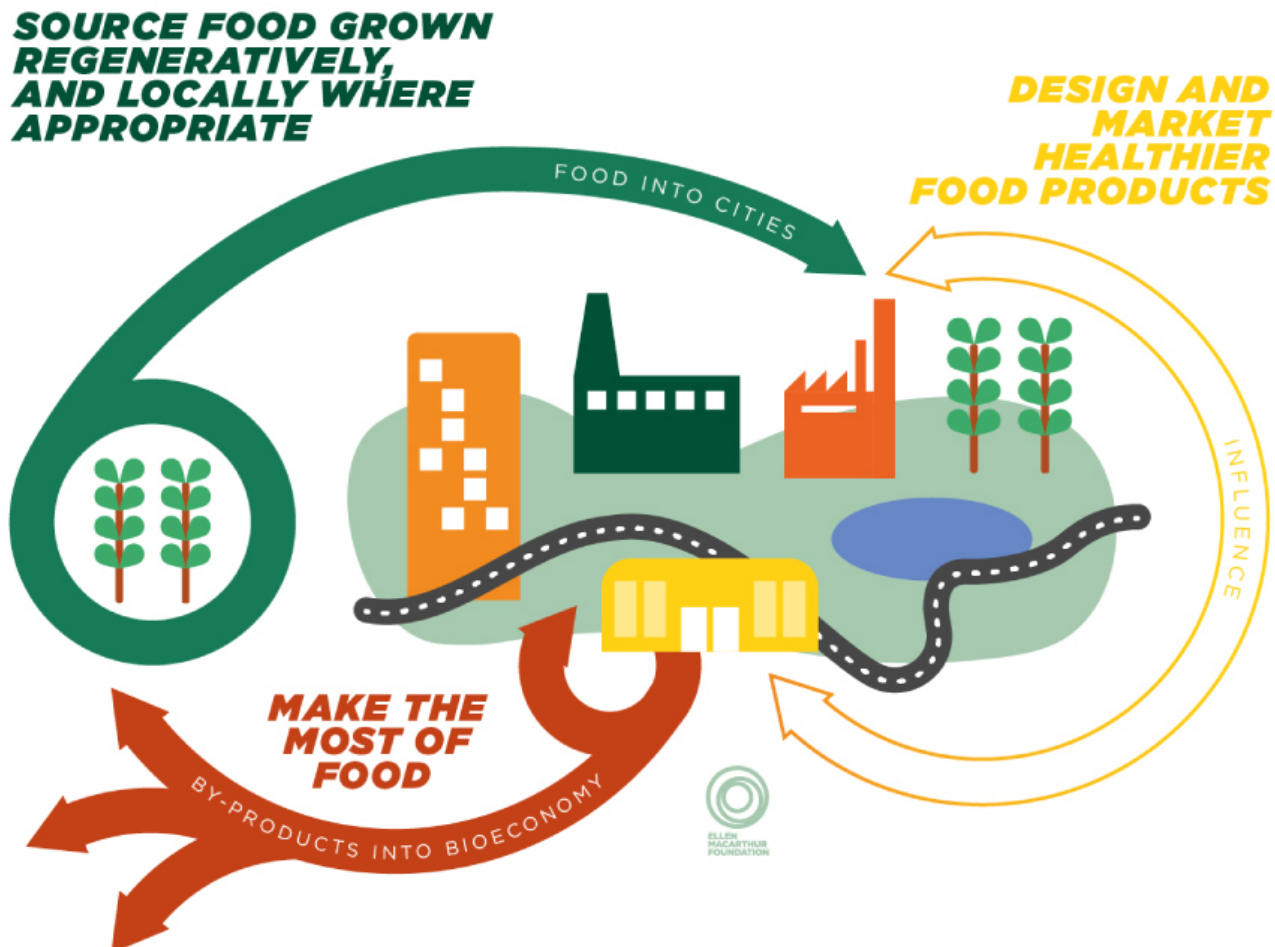 SOURCE FOOD GROWN
REGENERATIVELY,
AND LOCALLY WHERE
APPROPRIATE
DESIGN AND
MARKET
HEALTHIER
FOOD PRODUCTS
FOOD INTO CITIES
INFLUENCE
MAKE THE
MOST OF
FOOD
BY-PRODUCTS INTO BIOECONOMY
ELLEN
MACARTHUR
FOUNDATION